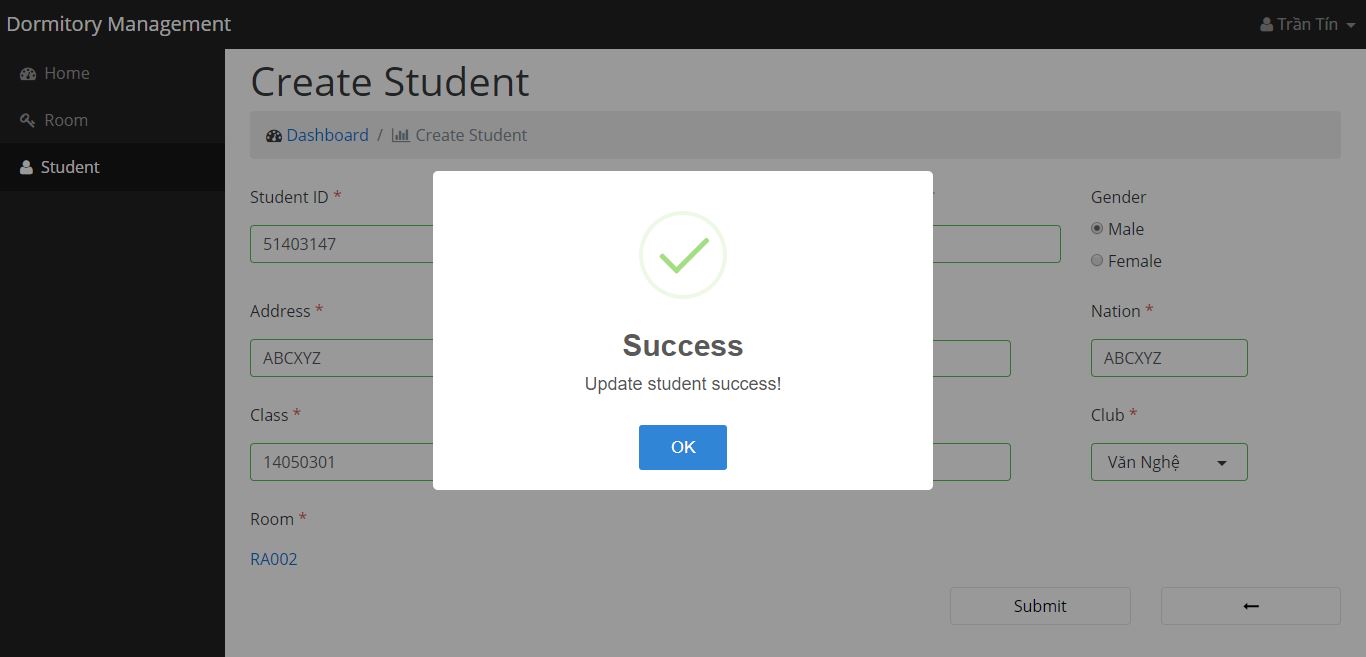 Dormitory Management
Trần Tín
Home
Room
Student
Create Student
Dashboard / Create Student
Student ID *
51403147
Gender
Male
Female
Address *
ABCXYZ
Nation *
ABCXYZ
Class *
14050301
Club *
Văn Nghệ
Room *
RA002
Submit
Success
Update student success!
OK